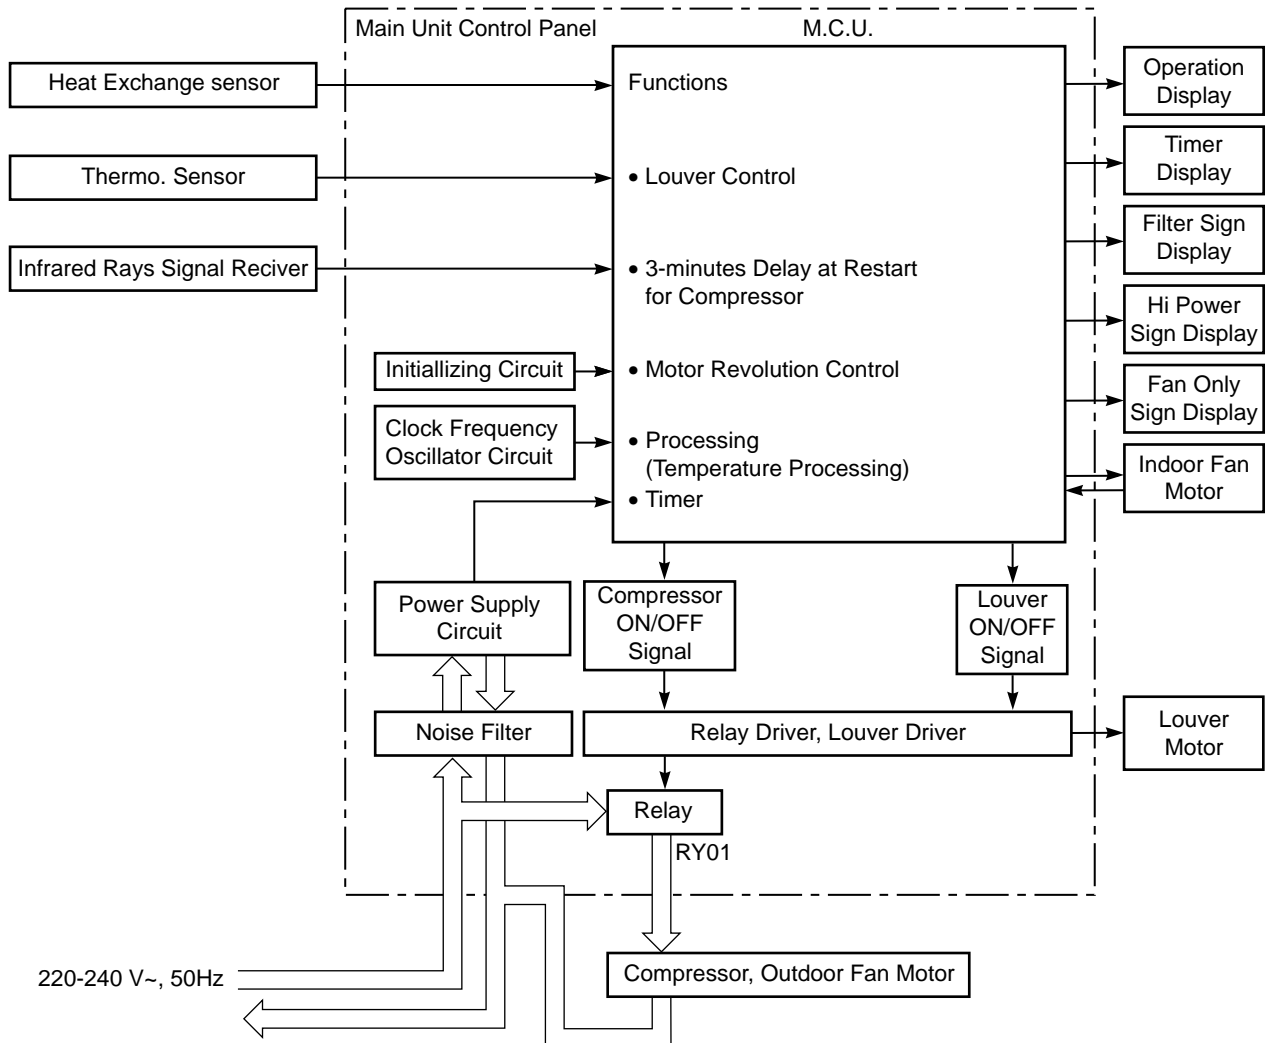 Main Unit Control Panel
M.C.U.
Heat Exchange sensor
Thermo. Sensor
Infrared Rays Signal Reciver
Initiallizing Circuit
Clock Frequency
Oscillator Circuit
Power Supply
Circuit
Noise Filter
Functions
• Louver Control
• 3-minutes Delay at Restart
for Compressor
• Motor Revolution Control
• Processing
(Temperature Processing)
• Timer
Operation
Display
Timer
Display
Filter Sign
Display
Hi Power
Sign Display
Fan Only
Sign Display
Indoor Fan
Motor
Compressor
ON/OFF
Signal
Louver
ON/OFF
Signal
Relay Driver, Louver Driver
Louver
Motor
Relay
RY01
220-240 V~, 50Hz
Compressor, Outdoor Fan Motor